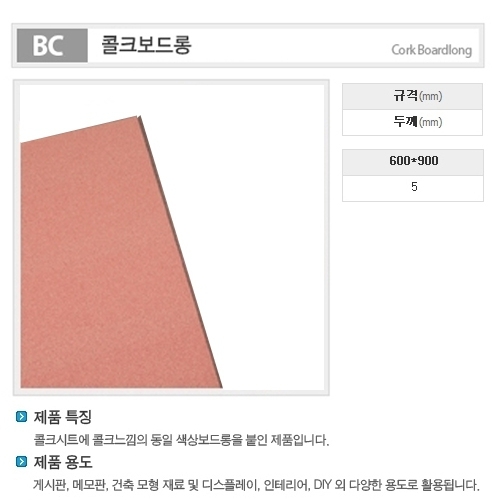 BC 콜크보드롱 Cork Boardlong
규격(mm)
두께(mm)
600*900
5
제품 특징
콜크시트에 콜크느낌의 동일 색상보드롱을 붙인 제품입니다.
제품 용도
게시판, 메모판, 건축 모형 재료 및 디스플레이, 인테리어, DIY 외 다양한 용도로 활용됩니다.